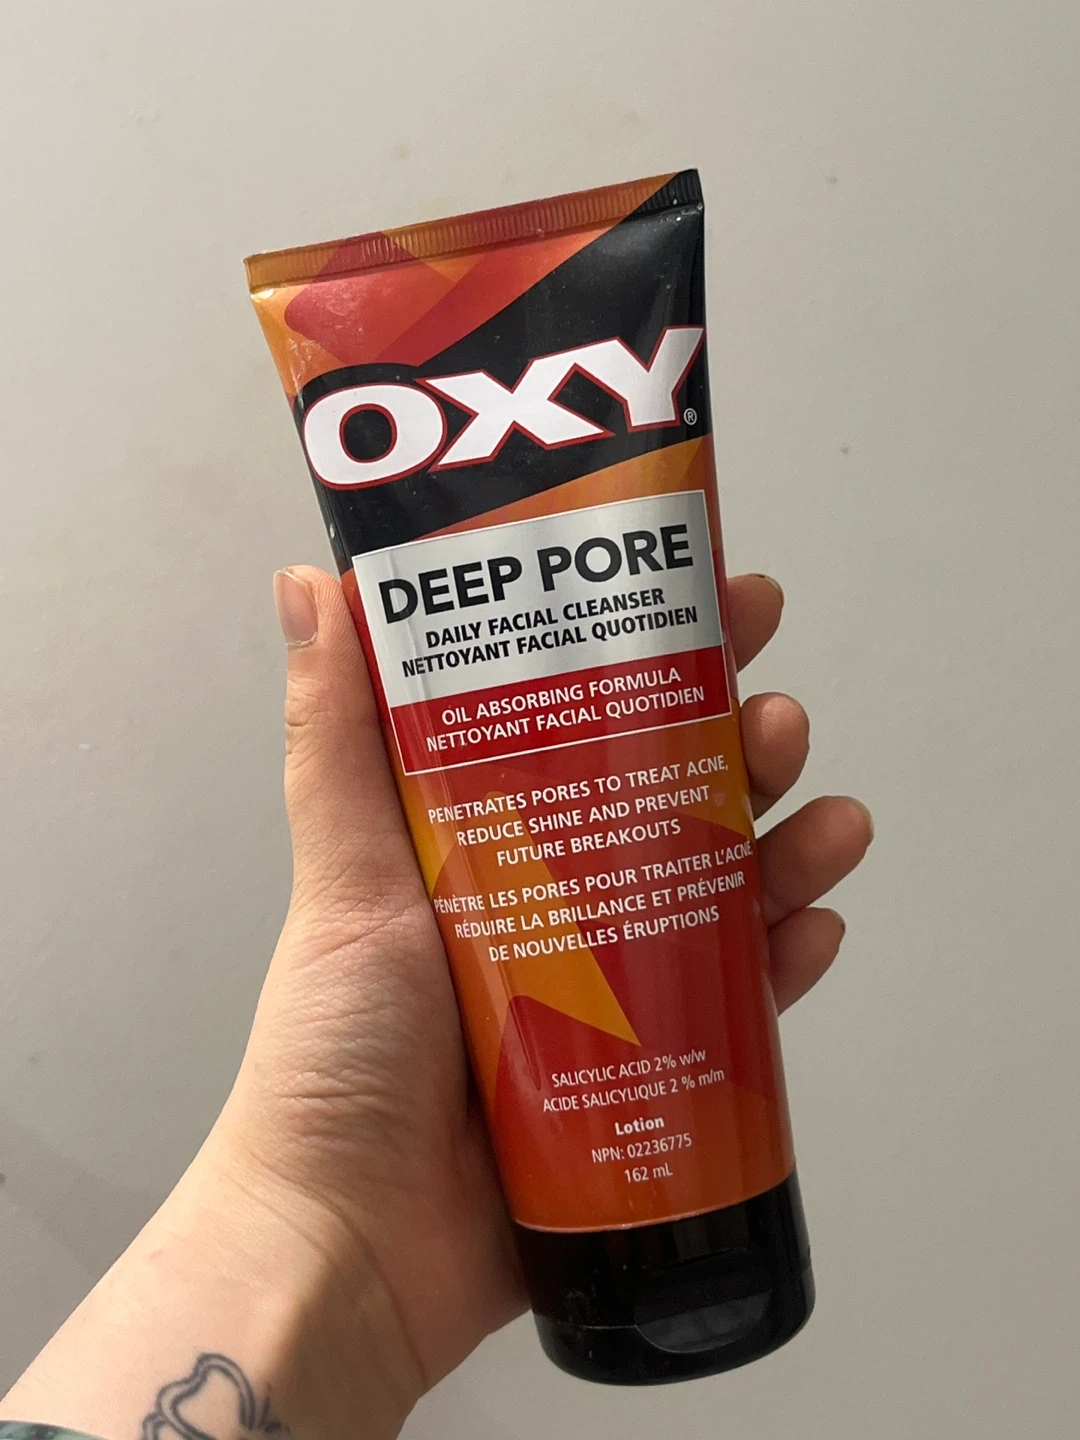 OXY®
DEEP PORE
DAILY FACIAL CLEANSER
NETTOYANT FACIAL QUOTIDIEN
OIL ABSORBING FORMULA
NETTOYANT FACIAL QUOTIDIEN
PENETRATES PORES TO TREAT ACNE,
REDUCE SHINE AND PREVENT
FUTURE BREAKOUTS
PÉNÈTRE LES PORES POUR TRAITER L'ACNÉ,
RÉDUIRE LA BRILLANCE ET PRÉVENIR
DE NOUVELLES ÉRUPTIONS
SALICYLIC ACID 2% w/w
ACIDE SALICYLIQUE 2 % m/m
Lotion
NPN: 02236775
162 mL